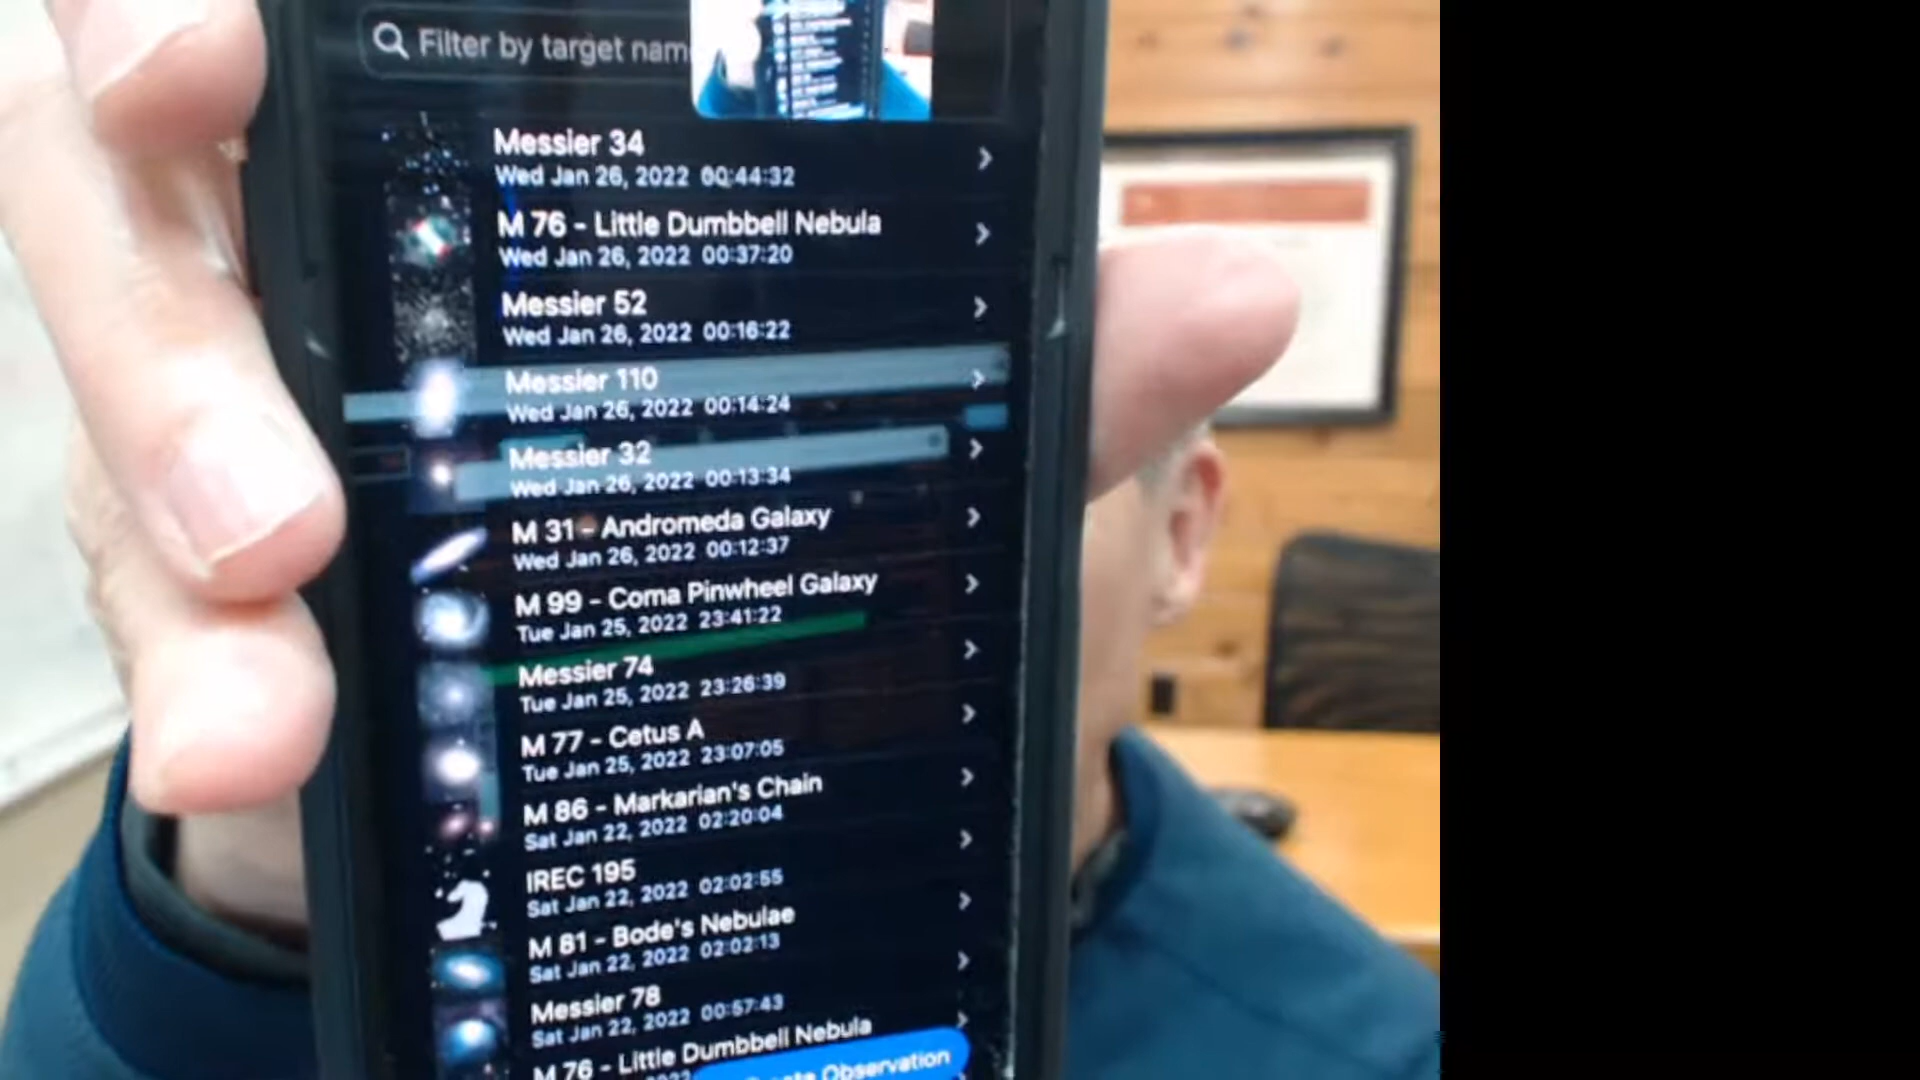 Filter by target nam
Messier 34
Wed Jan 26, 2022 00:44:32
M 76 - Little Dumbbell Nebula
Wed Jan 26, 2022 00:37:20
Messier 52
Wed Jan 26, 2022 00:16:22
Messier 110
Wed Jan 26, 2022 00:14:24
Messier 32
Wed Jan 26, 2022 00:13:34
M 31 - Andromeda Galaxy
Wed Jan 26, 2022 00:12:37
M 99 - Coma Pinwheel Galaxy
Tue Jan 25, 2022 23:41:22
Messier 74
Tue Jan 25, 2022 23:26:39
M 77 - Cetus A
Tue Jan 25, 2022 23:07:05
M 86 - Markarian's Chain
Sat Jan 22, 2022 02:20:04
IREC 195
Sat Jan 22, 2022 02:02:55
M 81 - Bode's Nebulae
Sat Jan 22, 2022 02:02:13
Messier 78
Sat Jan 22, 2022 00:57:43
M 76 - Little Dumbbell Nebula
Observation